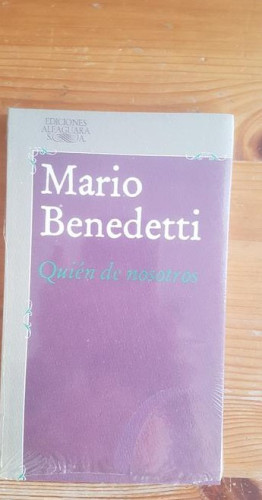 EDICIONES
ALFAGUARA
S.A.
Mario
Benedetti
Quién de nosotros